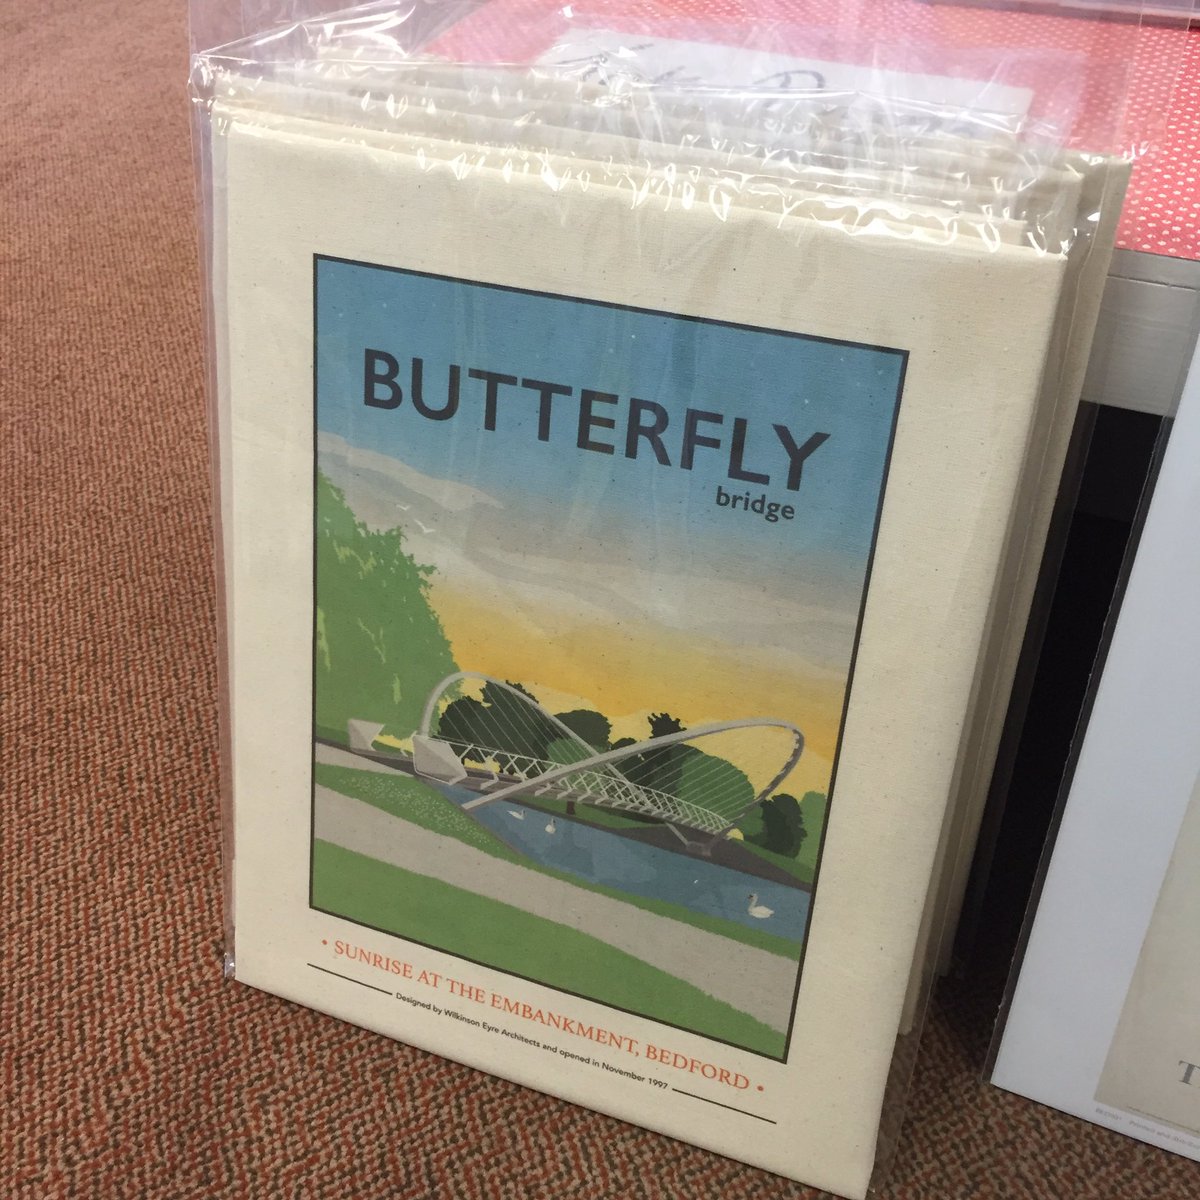 BUTTERFLY
bridge
• SUNRISE AT THE EMBANKMENT, BEDFORD •
Designed by Wilkinson Eyre Architects and opened in November 1997
T